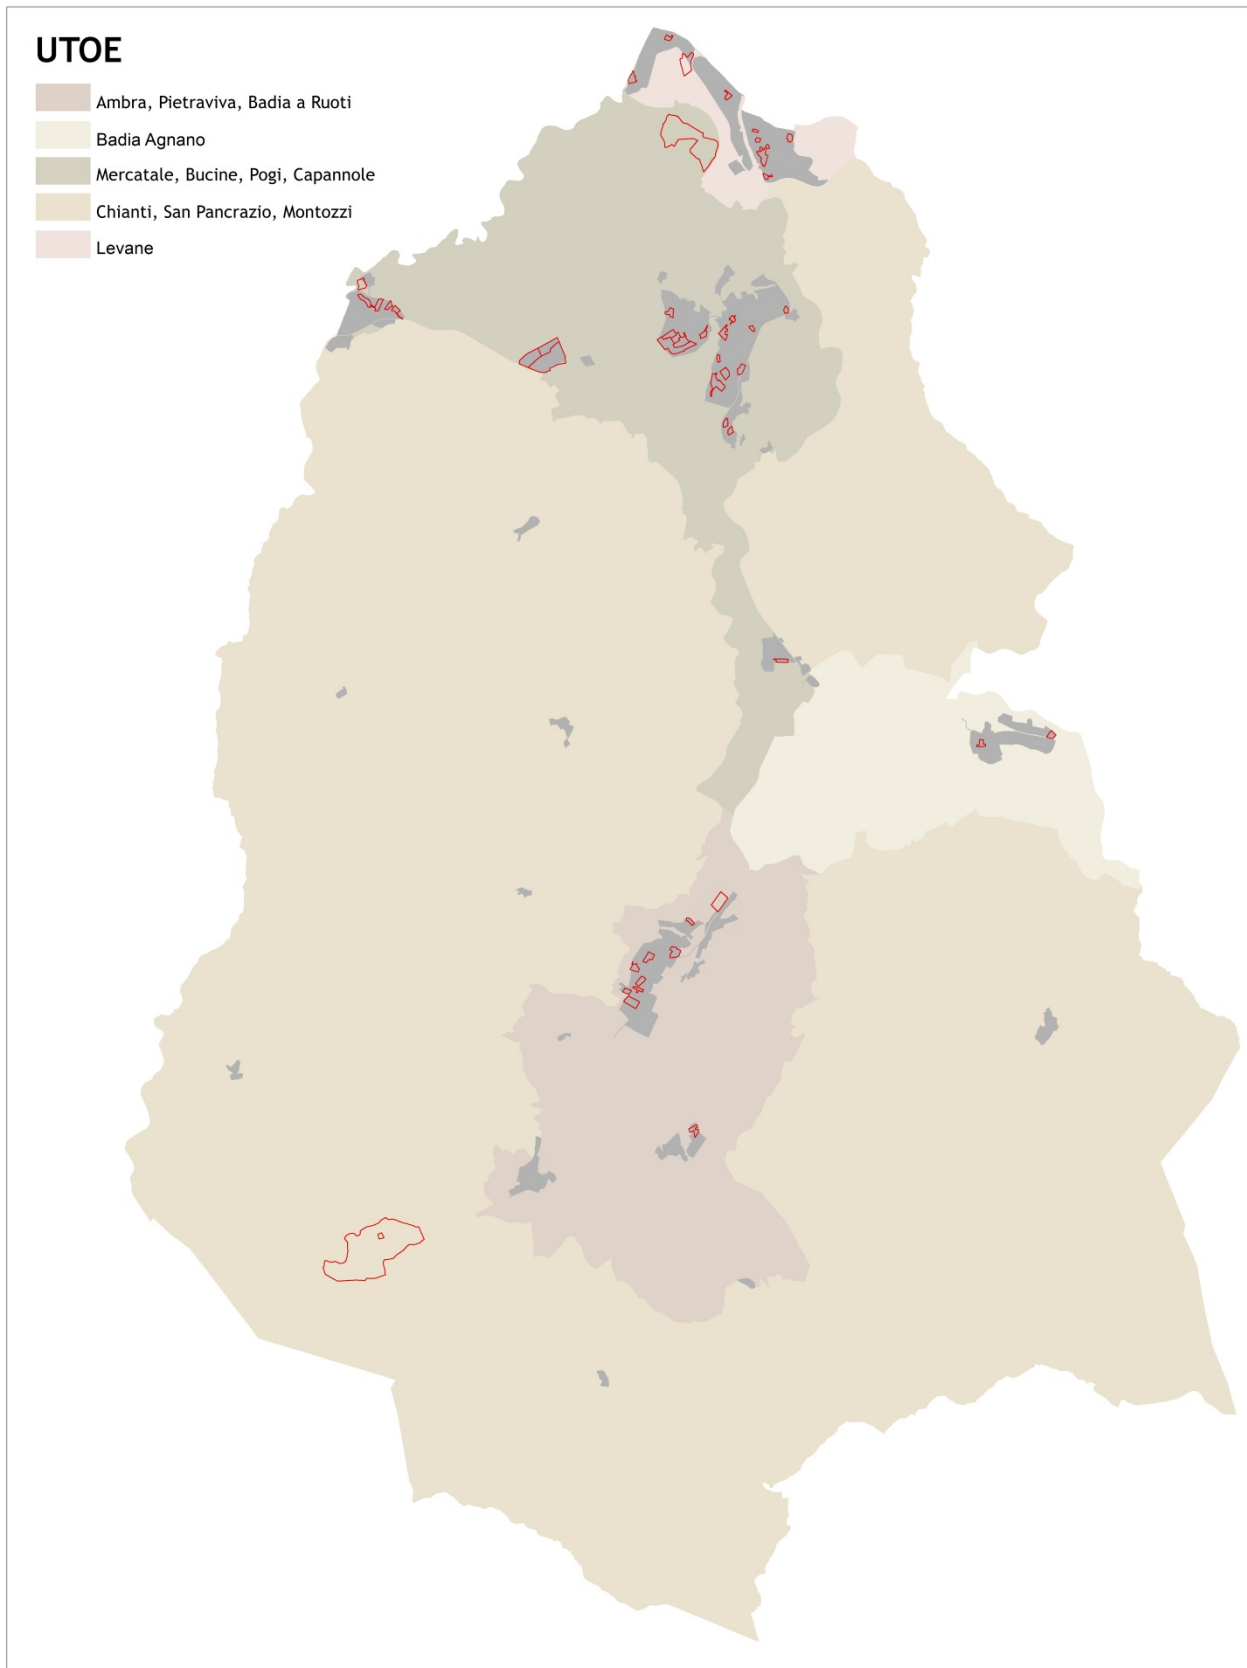 UTOE
Ambra, Pietraviva, Badia a Ruoti
Badia Agnano
Mercatale, Bucine, Pogi, Capannole
Chianti, San Pancrazio, Montozzi
Levane